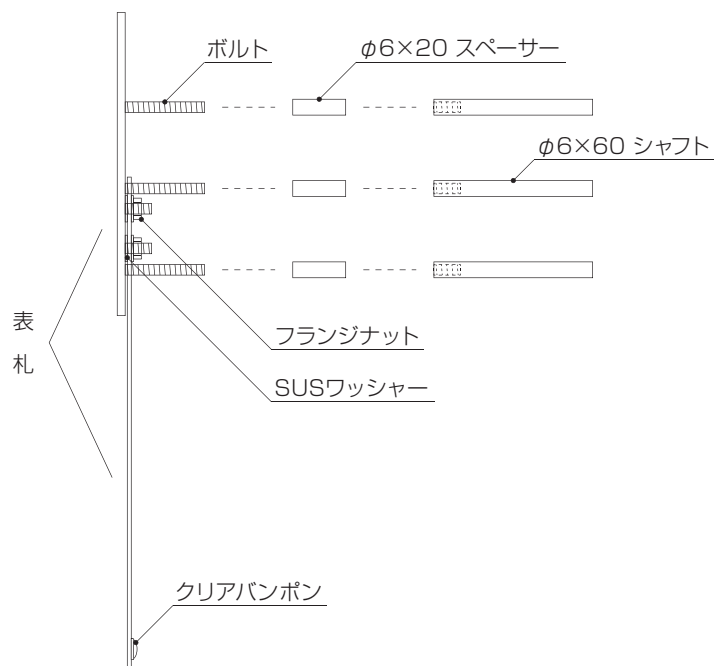 ボルト
φ6×20 スペーサー
φ6×60 シャフト
表
札
フランジナット
SUSワッシャー
クリアバンポン